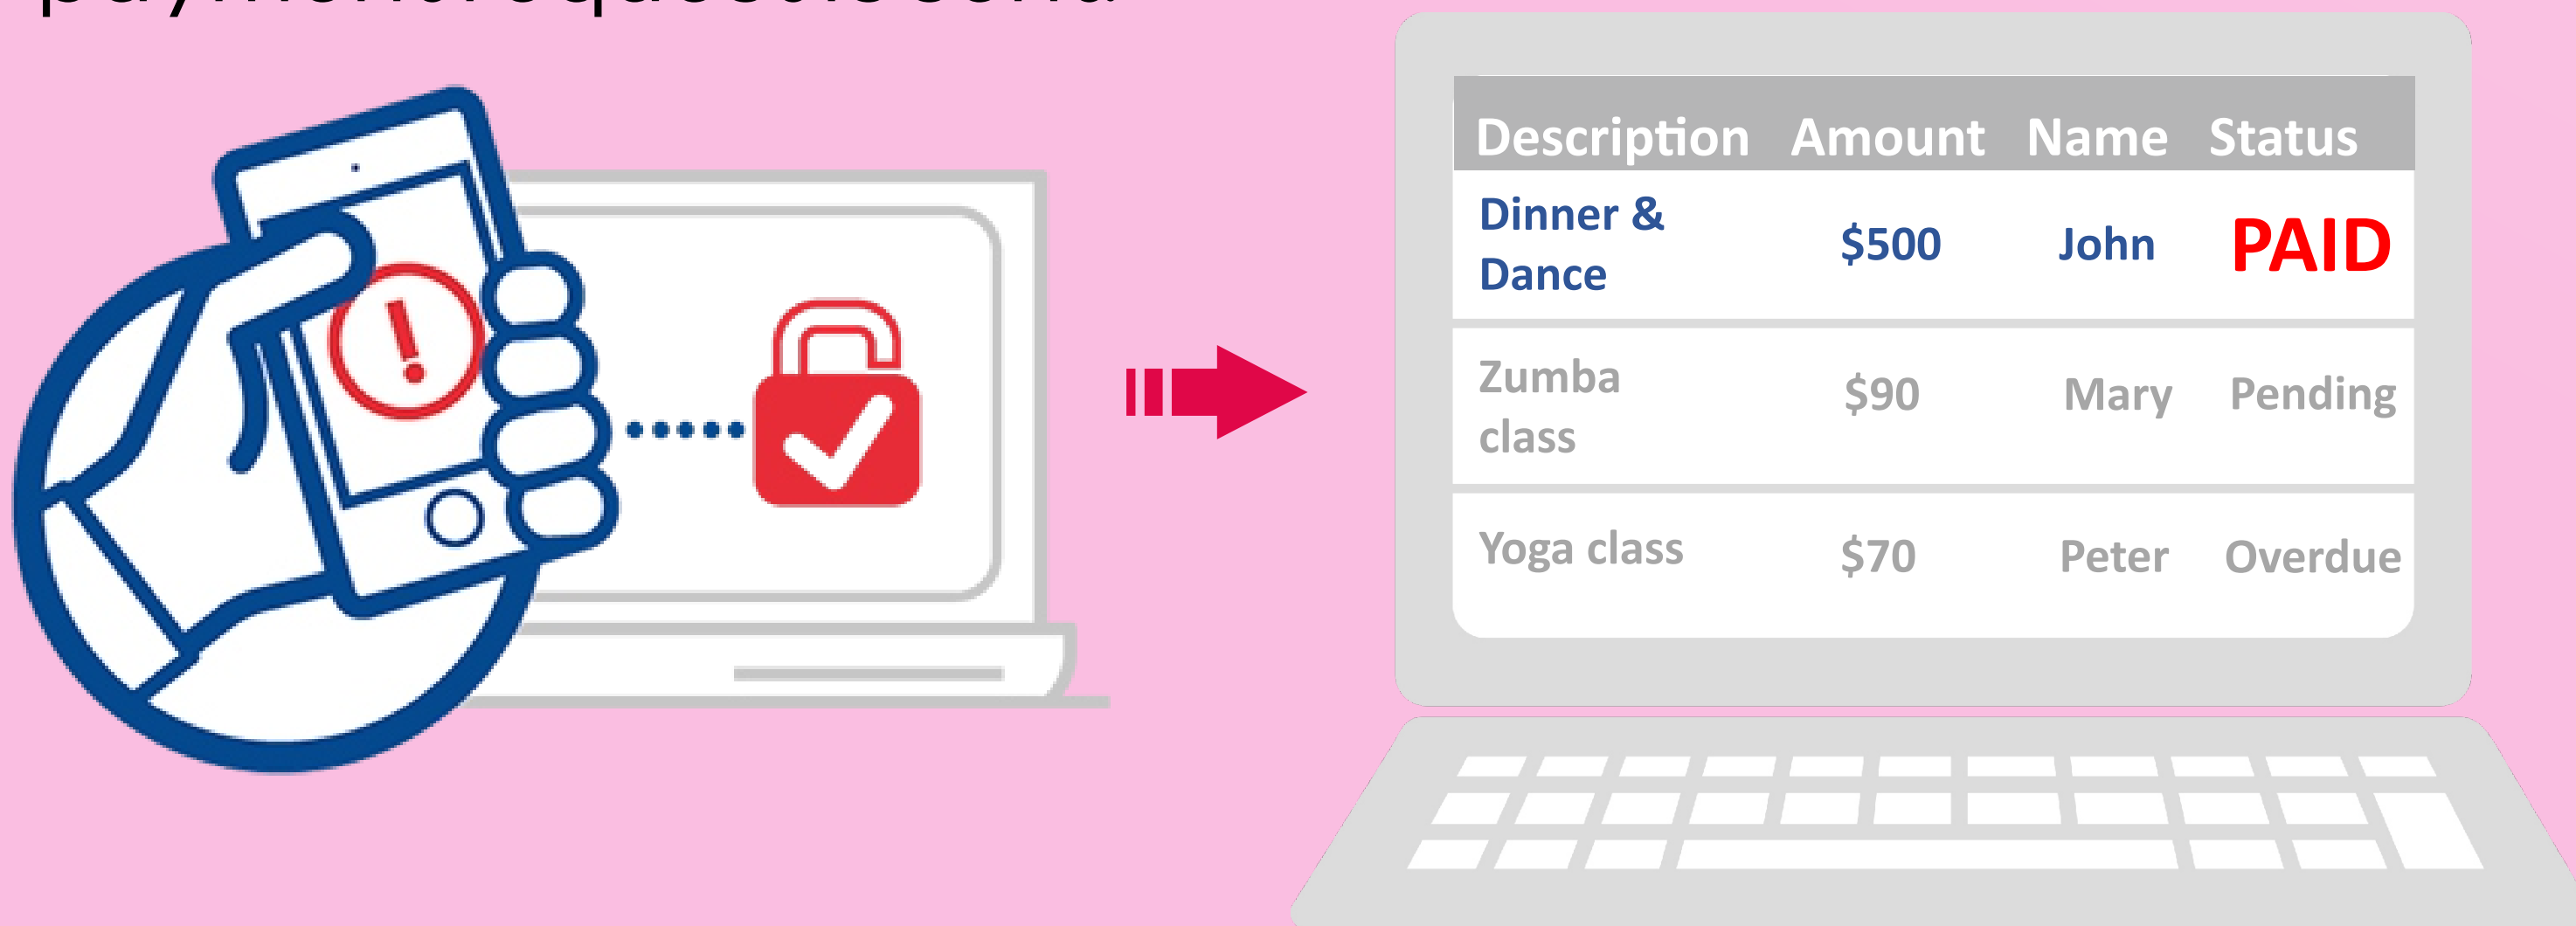 Description Amount Name Status
Dinner &
Dance
$500 John PAID
Zumba
class
$90 Mary Pending
Yoga class $70 Peter Overdue